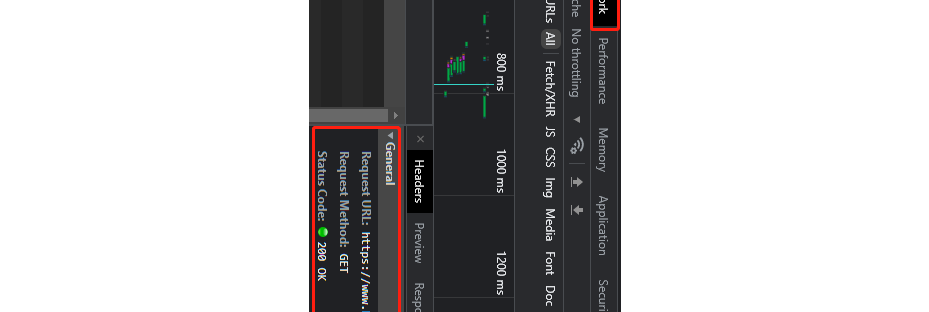 ork Performance Memory Application Securi
che No throttling
URLs All Fetch/XHR JS CSS Img Media Font Doc
800 ms 1000 ms 1200 ms
× Headers Preview Respo
General
Request URL: https://www.
Request Method: GET
Status Code: 200 OK